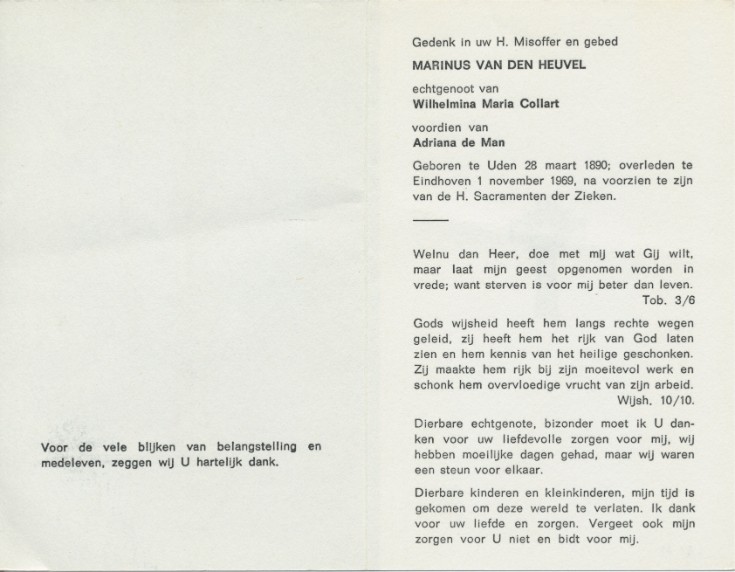 Voor de vele blijken van belangstelling en
medeleven, zeggen wij U hartelijk dank.
Gedenk in uw H. Misoffer en gebed
MARINUS VAN DEN HEUVEL
echtgenoot van
Wilhelmina Maria Collart
voordien van
Adriana de Man
Geboren te Uden 28 maart 1890; overleden te
Eindhoven 1 november 1969, na voorzien te zijn
van de H. Sacramenten der Zieken.
Welnu dan Heer, doe met mij wat Gij wilt,
maar laat mijn geest opgenomen worden in
vrede; want sterven is voor mij beter dan leven.
Tob. 3/6
Gods wijsheid heeft hem langs rechte wegen
geleid, zij heeft hem het rijk van God laten
zien en hem kennis van het heilige geschonken.
Zij maakte hem rijk bij zijn moeitevol werk en
schonk hem overvloedige vrucht van zijn arbeid.
Wijsh. 10/10.
Dierbare echtgenote, bizonder moet ik U dan-
ken voor uw liefdevolle zorgen voor mij, wij
hebben moeilijke dagen gehad, maar wij waren
een steun voor elkaar.
Dierbare kinderen en kleinkinderen, mijn tijd is
gekomen om deze wereld te verlaten. Ik dank
voor uw liefde en zorgen. Vergeet ook mijn
zorgen voor U niet en bidt voor mij.